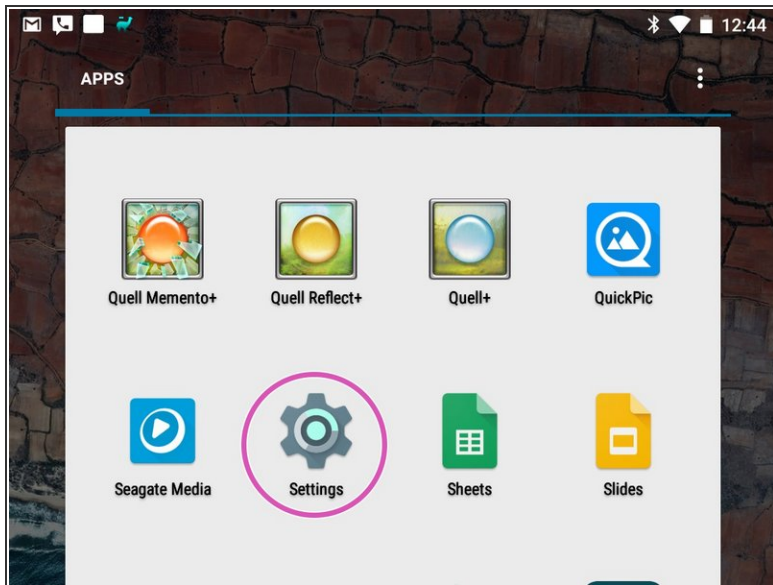 12:44
APPS
Quell Memento+
Quell Reflect+
Quell+
QuickPic
Seagate Media
Settings
Sheets
Slides